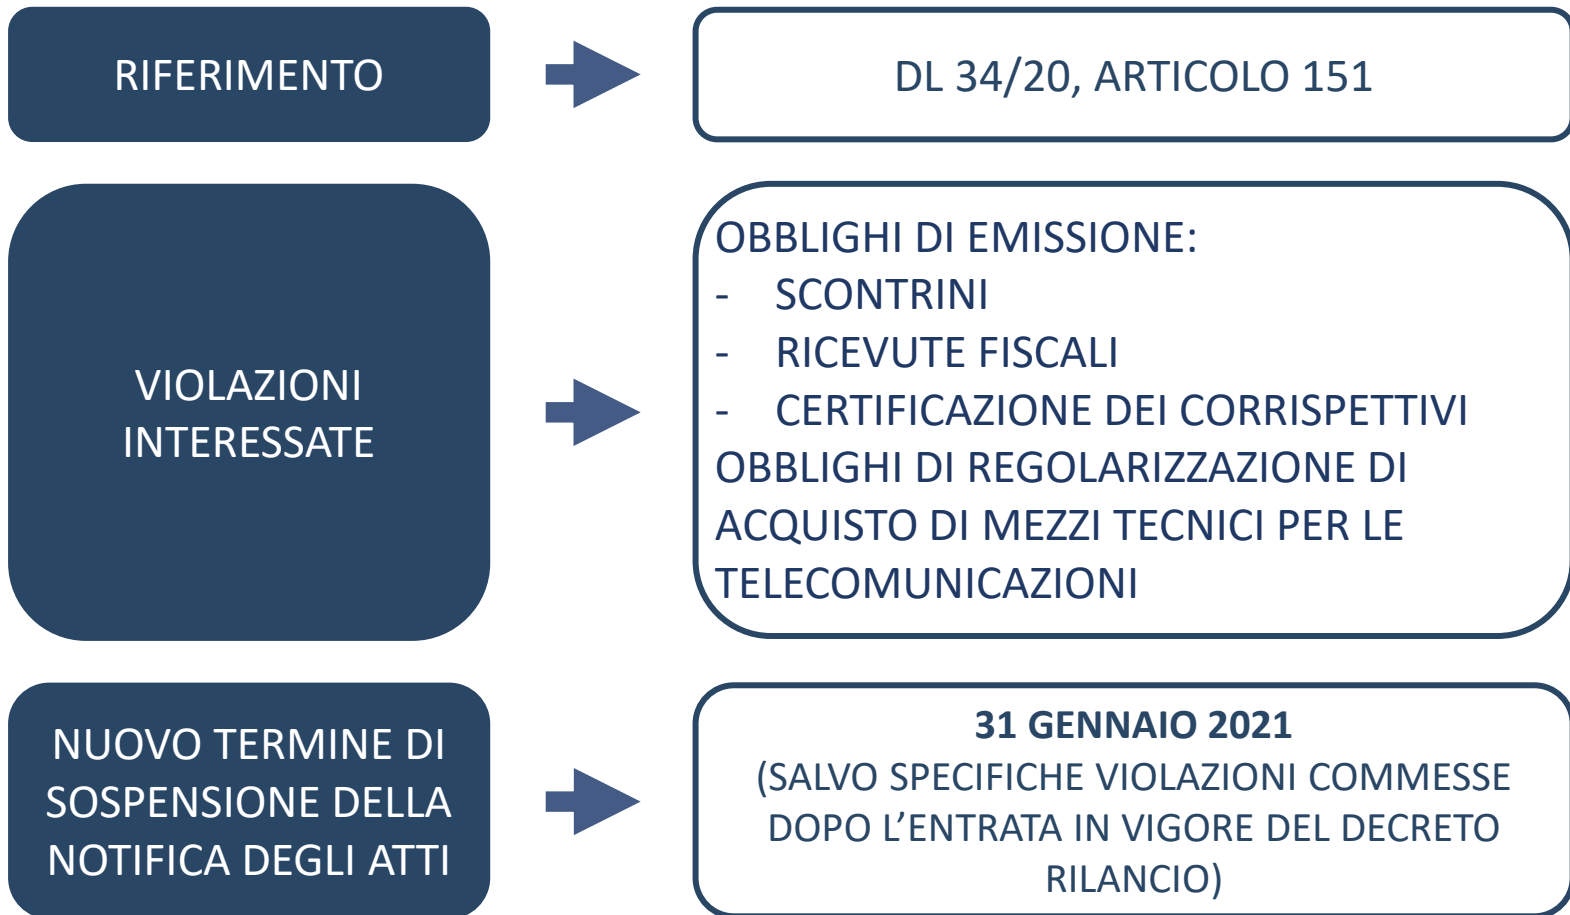 RIFERIMENTO
DL 34/20, ARTICOLO 151
VIOLAZIONI
INTERESSATE
OBBLIGHI DI EMISSIONE:
- SCONTRINI
- RICEVUTE FISCALI
- CERTIFICAZIONE DEI CORRISPETTIVI
OBBLIGHI DI REGOLARIZZAZIONE DI
ACQUISTO DI MEZZI TECNICI PER LE
TELECOMUNICAZIONI
NUOVO TERMINE DI
SOSPENSIONE DELLA
NOTIFICA DEGLI ATTI
31 GENNAIO 2021
(SALVO SPECIFICHE VIOLAZIONI COMMESSE
DOPO L’ENTRATA IN VIGORE DEL DECRETO
RILANCIO)